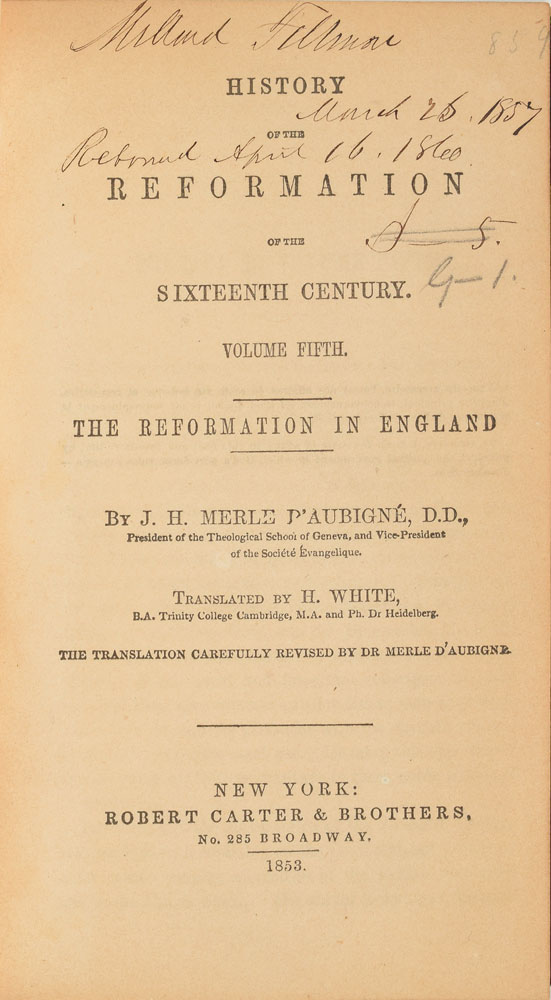 Millard Fillmore
HISTORY
March 26. 1857
OF THE
Rebound April 16. 1860
REFORMATION
OF THE
5.
SIXTEENTH CENTURY.
G—1.
VOLUME FIFTH.
THE REFORMATION IN ENGLAND
BY J. H. MERLE D'AUBIGNÉ, D.D.,
President of the Theological School of Geneva, and Vice-President
of the Société Évangelique.
TRANSLATED BY H. WHITE,
B.A. Trinity College Cambridge, M.A. and Ph. Dr Heidelberg.
THE TRANSLATION CAREFULLY REVISED BY DR MERLE D'AUBIGNE.
NEW YORK:
ROBERT CARTER & BROTHERS,
No. 285 BROADWAY.
1853.